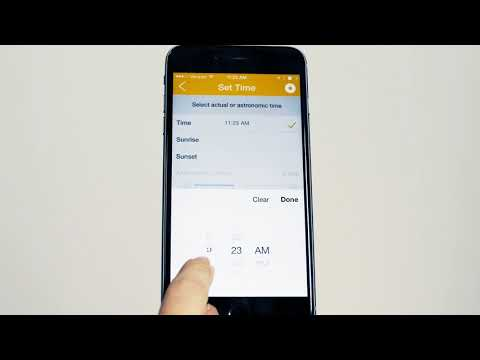 11:23 AM
Set Time
Select actual or astronomic time
Time 11:23 AM
Sunrise
Sunset
Clear Done
23 AM